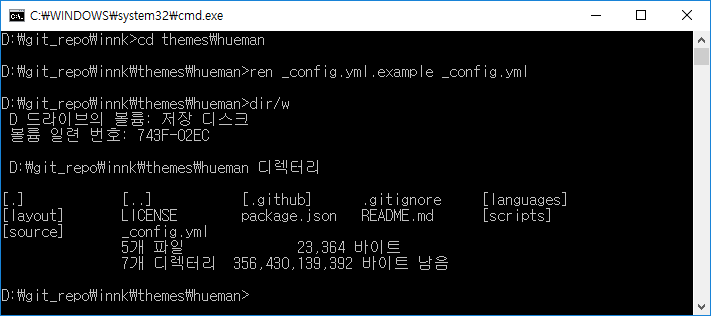 C:₩WINDOWS₩system32₩cmd.exe
D:₩git_repo₩innk>cd themes₩hueman
D:₩git_repo₩innk₩themes₩hueman>ren _config.yml.example _config.yml
D:₩git_repo₩innk₩themes₩hueman>dir/w
D 드라이브의 볼륨: 저장 디스크
볼륨 일련 번호: 743F-02EC
D:₩git_repo₩innk₩themes₩hueman 디렉터리
[.] [..] [.github] .gitignore [languages]
[layout] LICENSE package.json README.md [scripts]
[source] _config.yml
5개 파일 23,364 바이트
7개 디렉터리 356,430,139,392 바이트 남음
D:₩git_repo₩innk₩themes₩hueman>